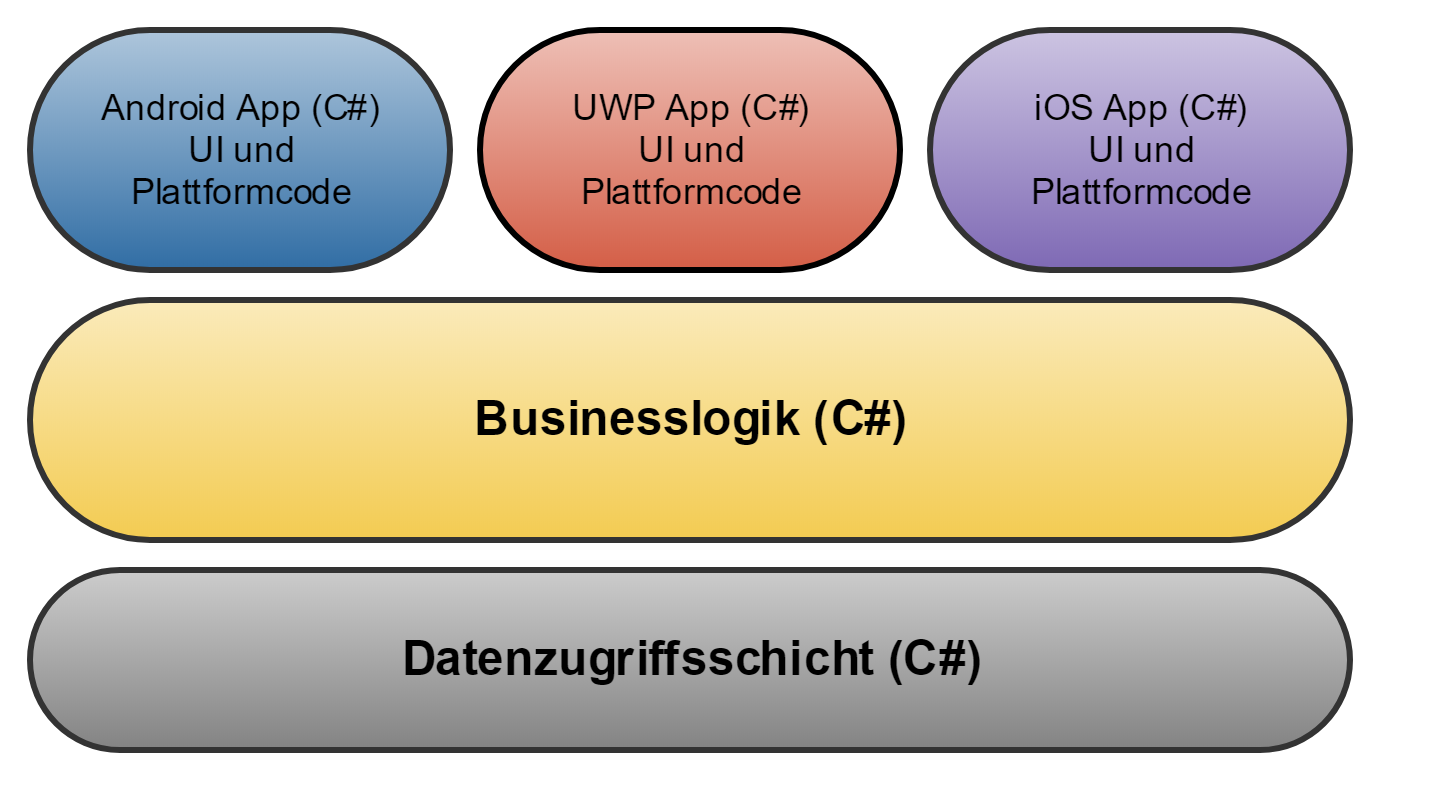 Android App (C#)
UI und
Plattformcode
UWP App (C#)
UI und
Plattformcode
iOS App (C#)
UI und
Plattformcode
Businesslogik (C#)
Datenzugriffsschicht (C#)